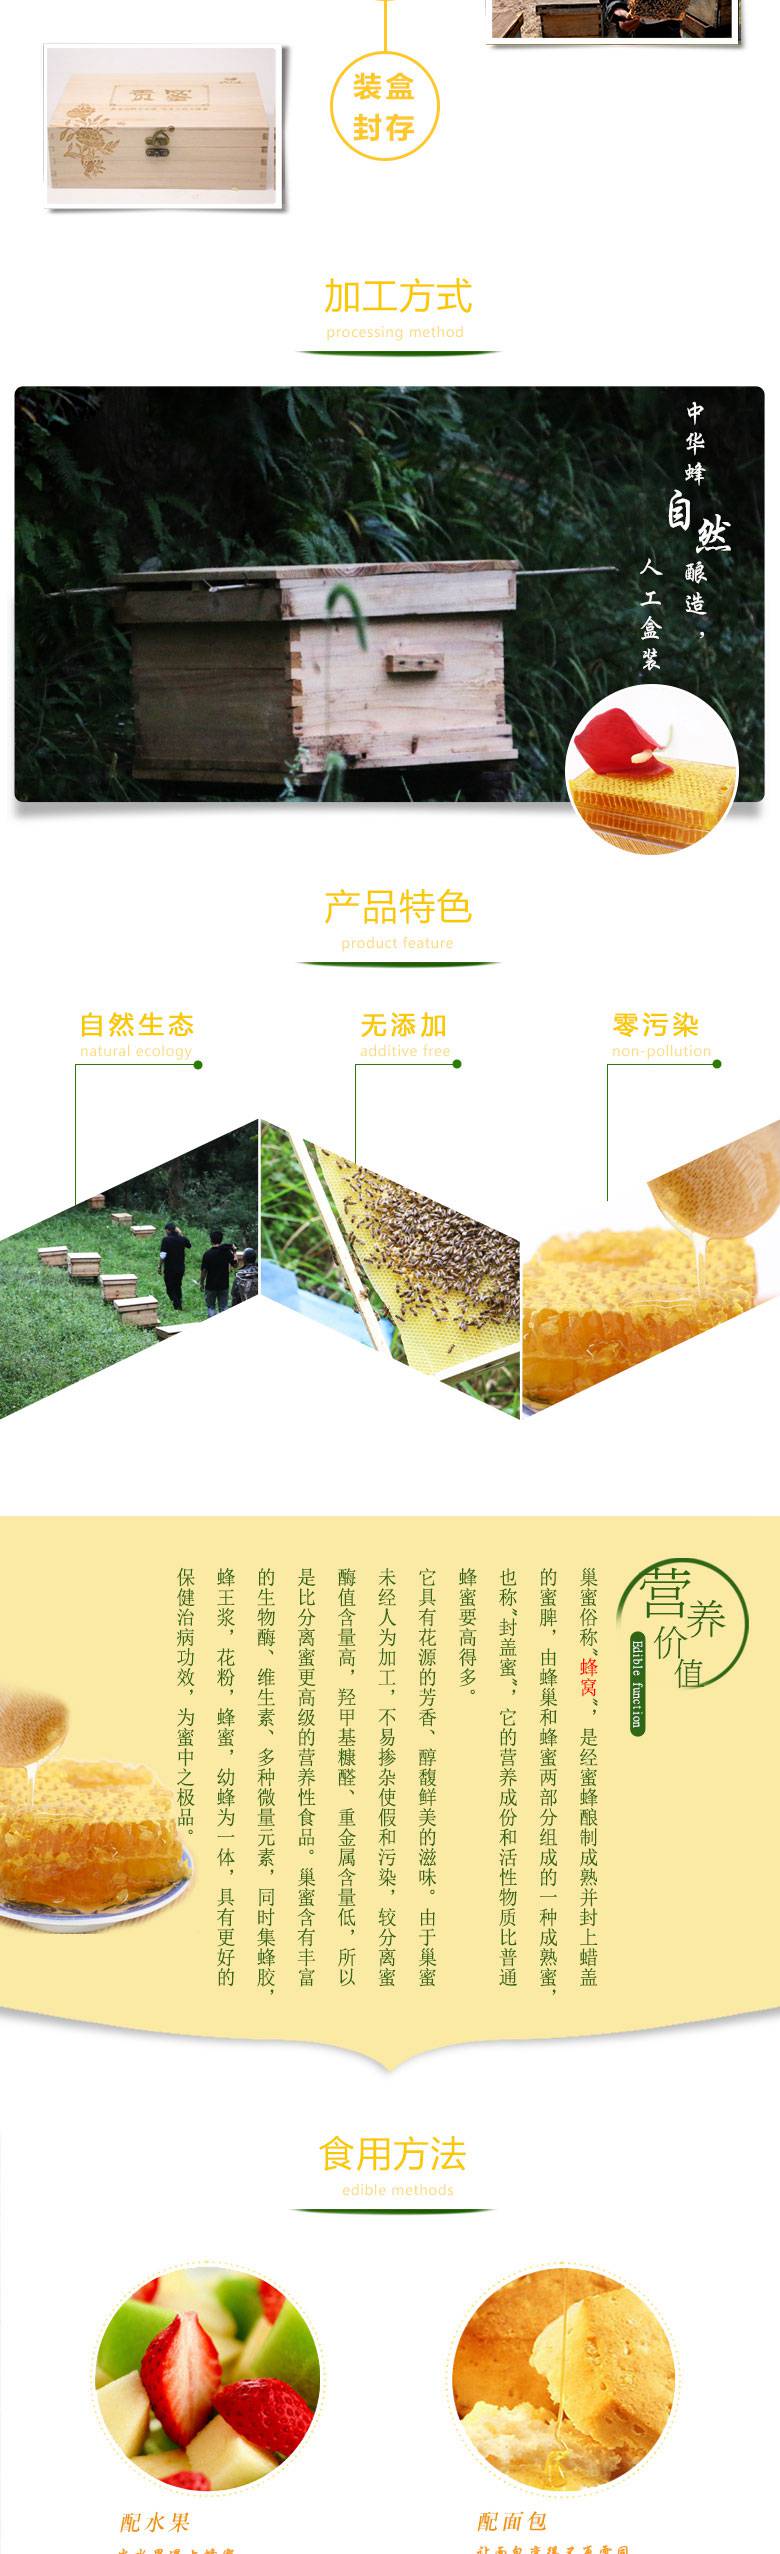 装盒
封存
加工方式
processing method
中华蜂
自然
酿造，
人工盒装
产品特色
product feature
自然生态
natural ecology
无添加
additive free
零污染
non-pollution
营养
价值
Edible function
巢蜜俗称“蜂窝”，是经蜜蜂酿制成熟并封上蜡盖
的蜜脾，由蜂巢和蜂蜜两部分组成的一种成熟蜜，
也称“封盖蜜”，它的营养成份和活性物质比普通
蜂蜜要高得多。
它具有花源的芳香、醇馥鲜美的滋味。由于巢蜜
未经人为加工，不易掺杂使假和污染，较分离蜜
酶值含量高，羟甲基糠醛、重金属含量低，所以
是比分离蜜更高级的营养性食品。巢蜜含有丰富
的生物酶、维生素、多种微量元素，同时集蜂胶，
蜂王浆，花粉，蜂蜜，幼蜂为一体，具有更好的
保健治病功效，为蜜中之极品。
食用方法
edible methods
配水果
配面包